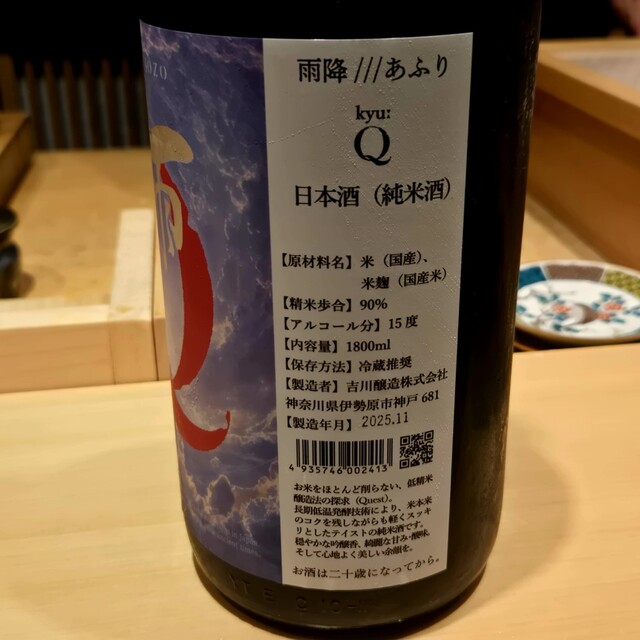 雨降///あふり
kyu:
Q
日本酒（純米酒）
【原材料名】米（国産）、
米麹（国産米）
【精米歩合】90%
【アルコール分】15度
【内容量】1800ml
【保存方法】冷蔵推奨
【製造者】吉川醸造株式会社
神奈川県伊勢原市神戸681
【製造年月】2025.11
4 935746 002413
お米をほとんど削らない、低精米
醸造法の探求（Quest）。
長期低温発酵技術により、米本来
のコクを残しながらも軽くスッキ
リとしたテイストの純米酒です。
穏やかな吟醸香、綺麗な甘み·酸味、
そして心地よく美しい余韻を。
お酒は二十歳になってから。